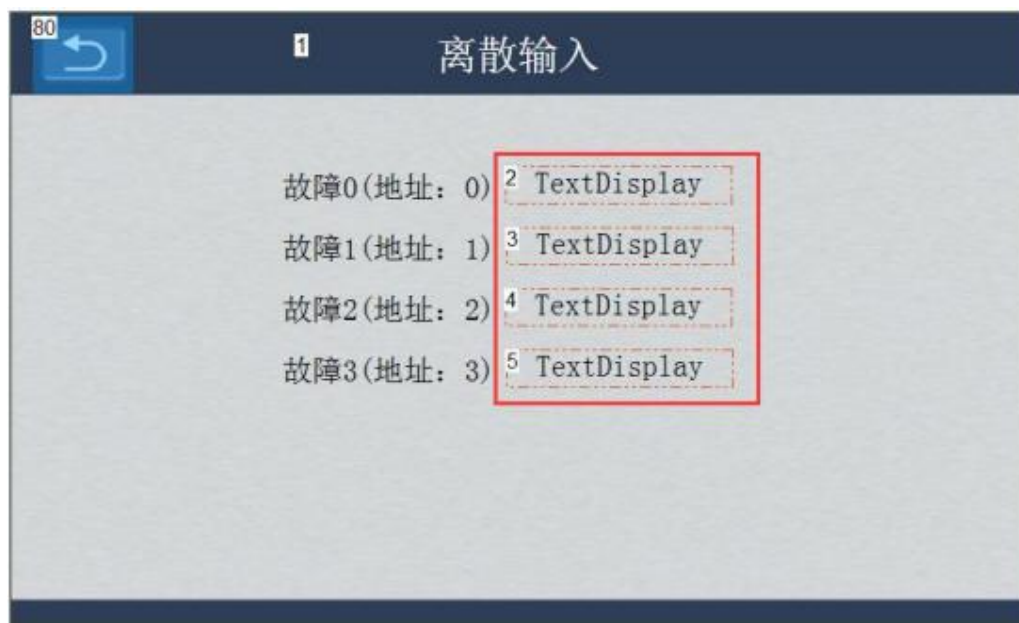 80
1 离散输入
故障0(地址：0) 2 TextDisplay
故障1(地址：1) 3 TextDisplay
故障2(地址：2) 4 TextDisplay
故障3(地址：3) 5 TextDisplay